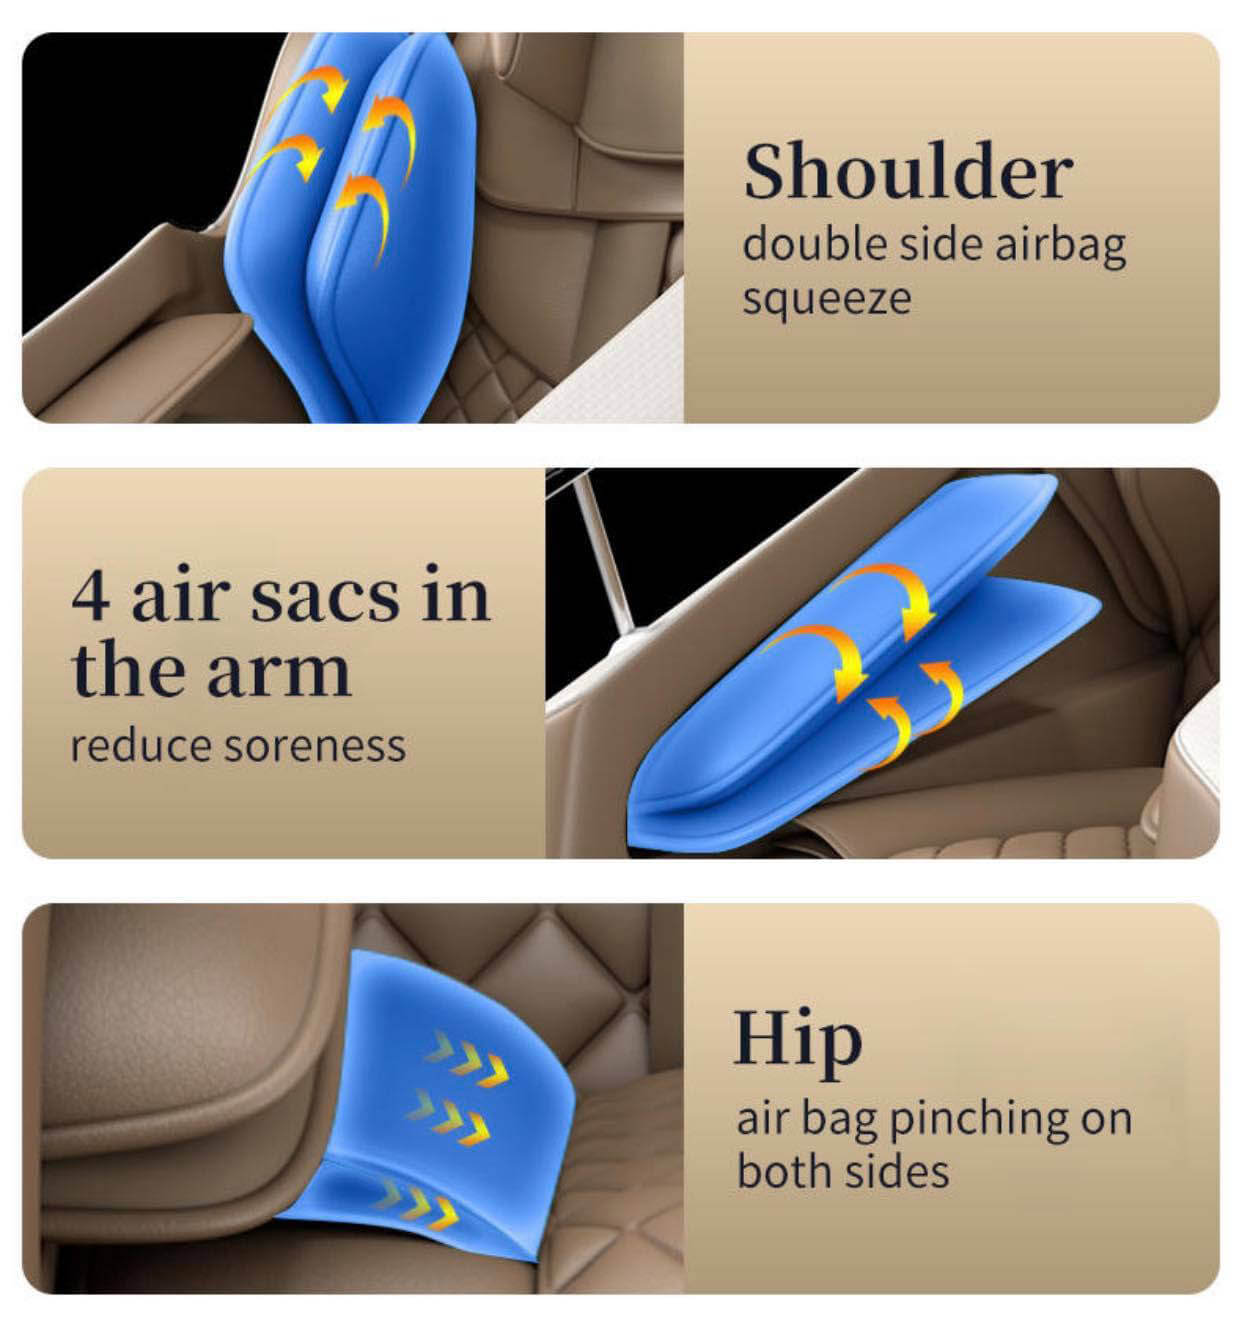 Shoulder
double side airbag
squeeze
4 air sacs in
the arm
reduce soreness
Hip
air bag pinching on
both sides